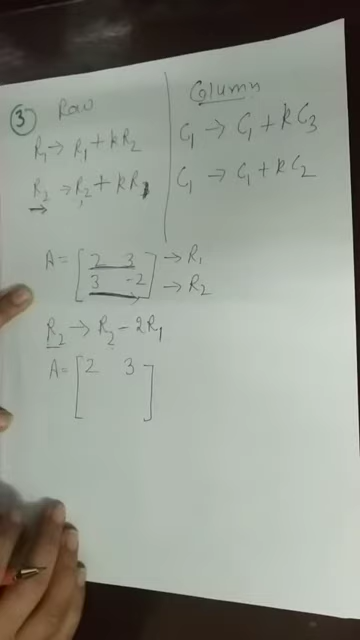 ③ Row
R₁ → R₁ + kR₂
R₂ → R₂ + kR₁
Column
C₁ → C₁ + kC₃
C₁ → C₁ + kC₂
A = [ 2 3 → R₁
3 -2 ] → R₂
R₂ → R₂ - 2R₁
A = [ 2 3 ]